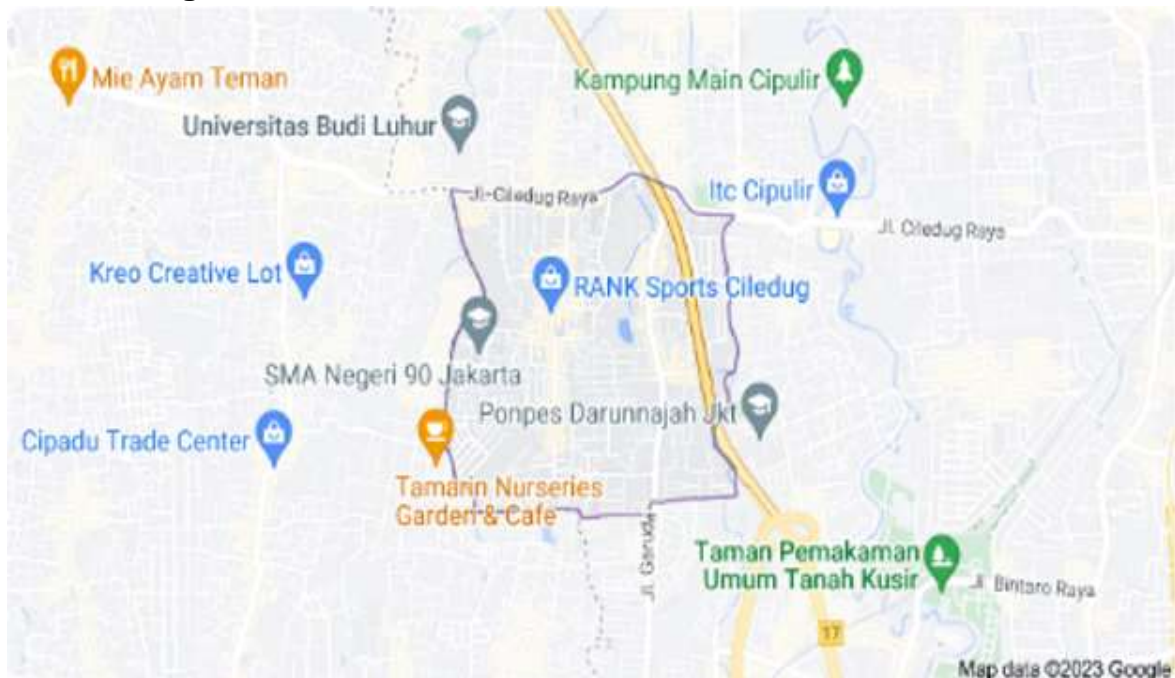 Mie Ayam Teman
Kampung Main Cipulir
Universitas Budi Luhur
Jl. Ciledug Raya
Itc Cipulir
Jl. Ciledug Raya
Kreo Creative Lot
RANK Sports Ciledug
SMA Negeri 90 Jakarta
Ponpes Darunnajah Jkt
Cipadu Trade Center
Tamarin Nurseries
Garden & Cafe
Jl. Garuda
Taman Pemakaman
Umum Tanah Kusir
Jl. Bintaro Raya
17
Map data ©2023 Google